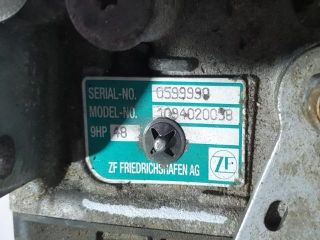 SERIAL-NO. 0599990
MODEL-NO. 1094020038
9HP 48
ZF FRIEDRICHSHAFEN AG ZF